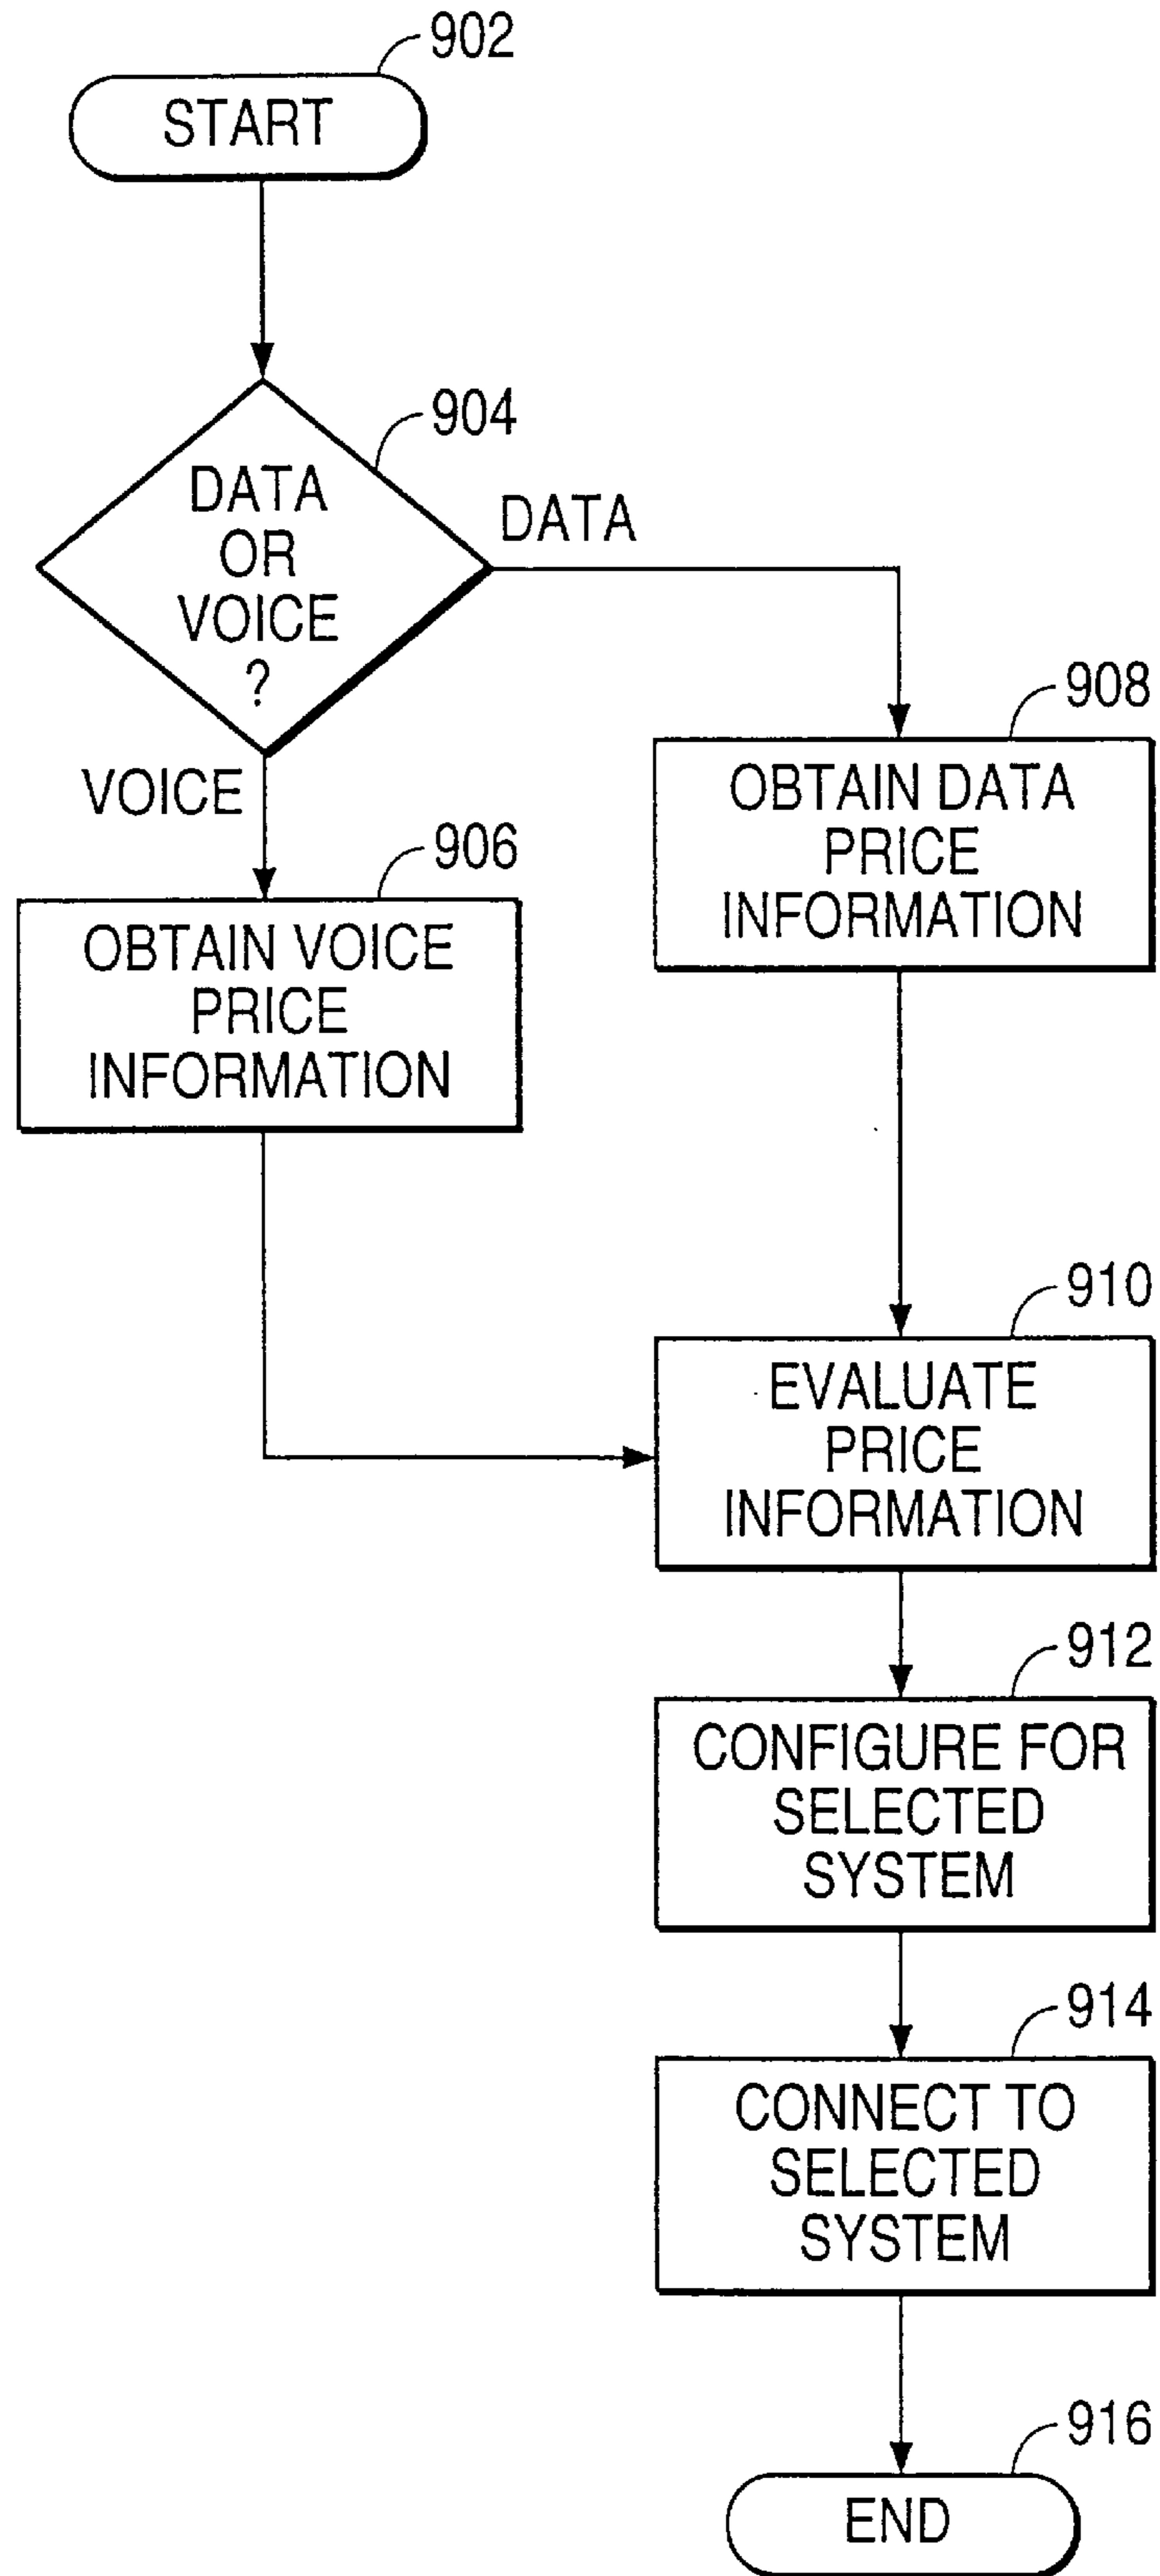 902
START
904
DATA
OR
VOICE
?
DATA
VOICE
908
OBTAIN DATA
PRICE
INFORMATION
906
OBTAIN VOICE
PRICE
INFORMATION
910
EVALUATE
PRICE
INFORMATION
912
CONFIGURE FOR
SELECTED
SYSTEM
914
CONNECT TO
SELECTED
SYSTEM
916
END